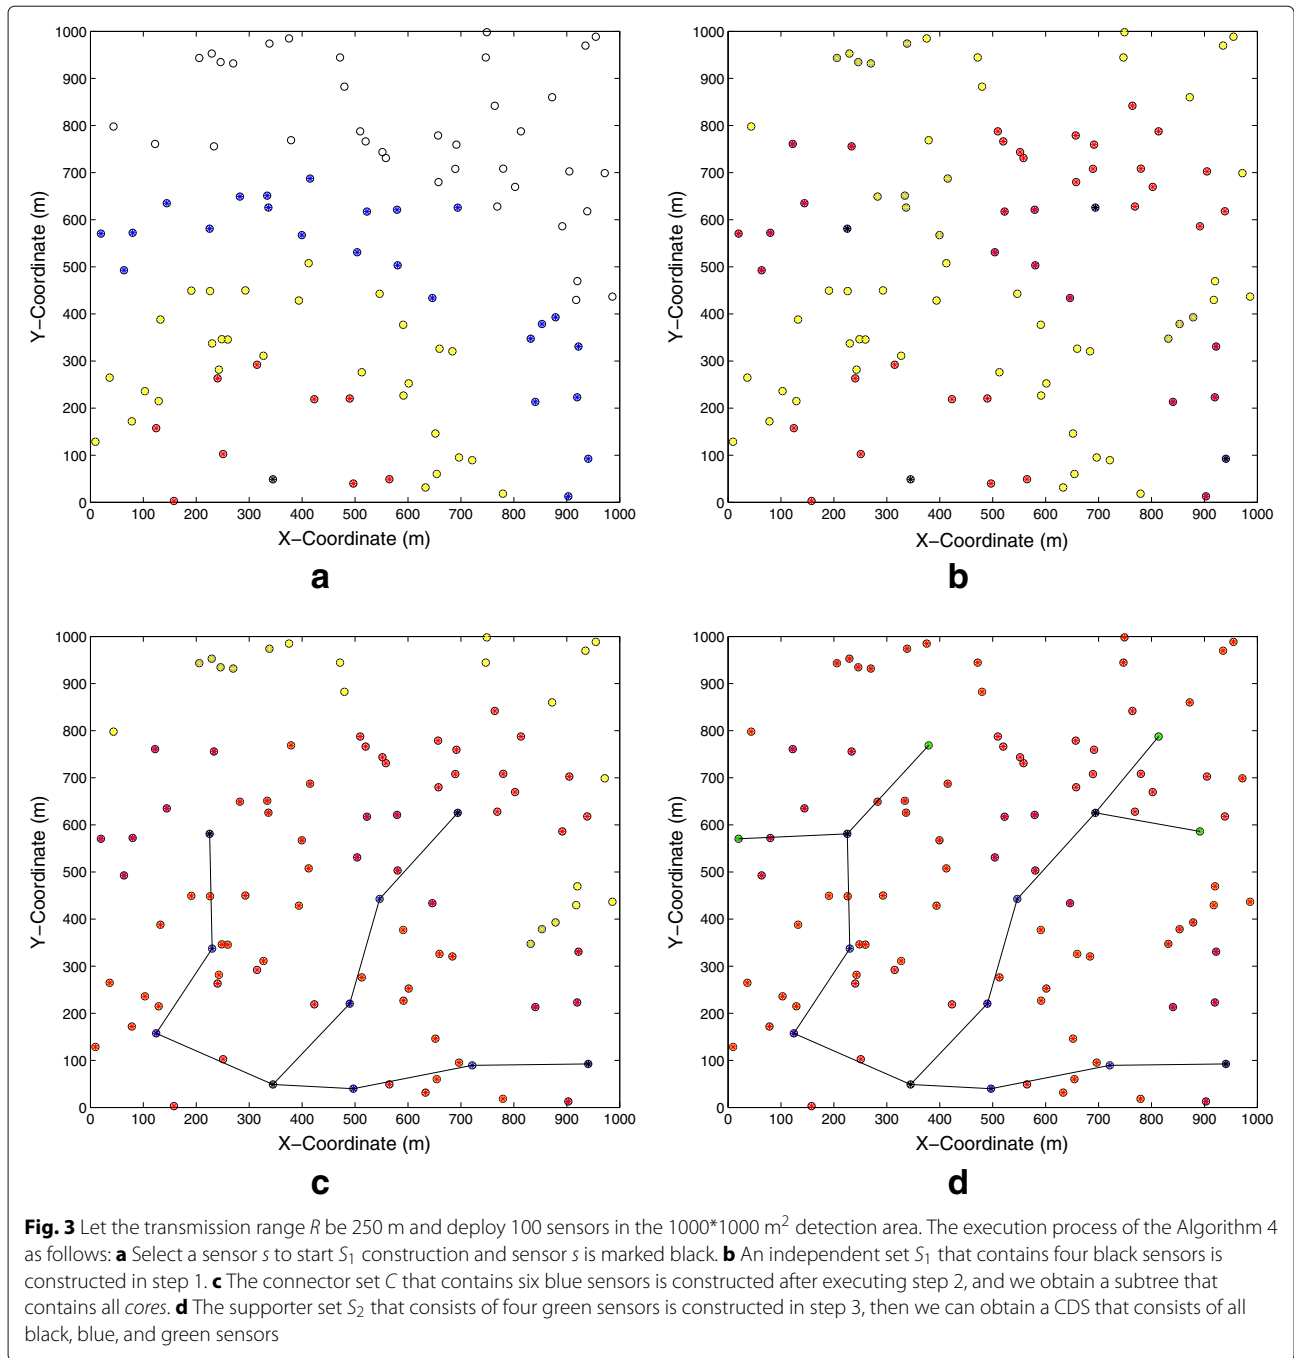 1000
900
800
700
600
500
400
300
200
100
0
Y−Coordinate (m)
0 100 200 300 400 500 600 700 800 900 1000
X−Coordinate (m)
a
1000
900
800
700
600
500
400
300
200
100
0
Y−Coordinate (m)
0 100 200 300 400 500 600 700 800 900 1000
X−Coordinate (m)
b
1000
900
800
700
600
500
400
300
200
100
0
Y−Coordinate (m)
0 100 200 300 400 500 600 700 800 900 1000
X−Coordinate (m)
c
1000
900
800
700
600
500
400
300
200
100
0
Y−Coordinate (m)
0 100 200 300 400 500 600 700 800 900 1000
X−Coordinate (m)
d
Fig. 3 Let the transmission range R be 250 m and deploy 100 sensors in the 1000*1000 m² detection area. The execution process of the Algorithm 4
as follows: a Select a sensor s to start S₁ construction and sensor s is marked black. b An independent set S₁ that contains four black sensors is
constructed in step 1. c The connector set C that contains six blue sensors is constructed after executing step 2, and we obtain a subtree that
contains all cores. d The supporter set S₂ that consists of four green sensors is constructed in step 3, then we can obtain a CDS that consists of all
black, blue, and green sensors